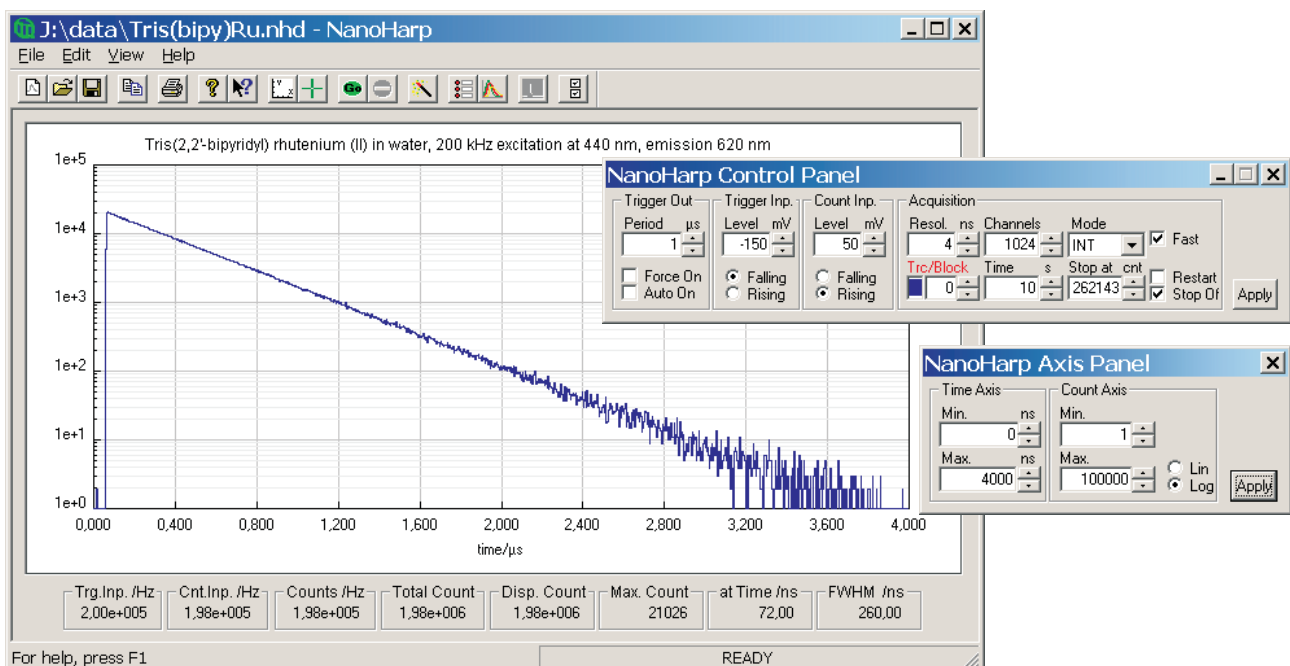 J:\data\Tris(bipy)Ru.nhd - NanoHarp
File Edit View Help
Go
Tris(2,2'-bipyridyl) rhutenium (II) in water, 200 kHz excitation at 440 nm, emission 620 nm
1e+5
1e+4
1e+3
1e+2
1e+1
1e+0
0,000 0,400 0,800 1,200 1,600 2,000 2,400 2,800 3,200 3,600 4,000
time/µs
Trg.Inp. /Hz Cnt.Inp. /Hz Counts /Hz Total Count Disp. Count Max. Count at Time /ns FWHM /ns
2,00e+005 1,98e+005 1,98e+005 1,98e+006 1,98e+006 21026 72,00 260,00
For help, press F1 READY
NanoHarp Control Panel
Trigger Out Trigger Inp. Count Inp. Acquisition
Period µs Level mV Level mV Resol. ns Channels Mode
1 -150 50 4 1024 INT Fast
Force On Falling Falling Trc/Block Time s Stop at cnt Restart
Auto On Rising Rising 0 10 262143 Stop Of Apply
NanoHarp Axis Panel
Time Axis Count Axis
Min. ns Min.
0 1
Max. ns Max. Lin
4000 100000 Log Apply